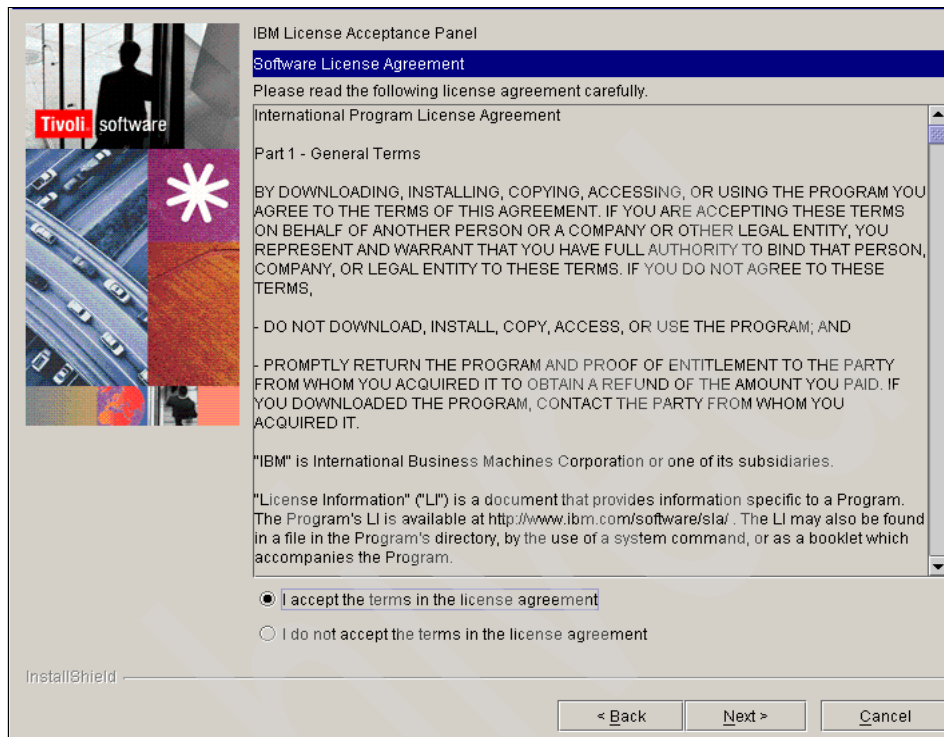 IBM License Acceptance Panel
Software License Agreement
Please read the following license agreement carefully.
Tivoli software
International Program License Agreement
Part 1 - General Terms
BY DOWNLOADING, INSTALLING, COPYING, ACCESSING, OR USING THE PROGRAM YOU
AGREE TO THE TERMS OF THIS AGREEMENT. IF YOU ARE ACCEPTING THESE TERMS
ON BEHALF OF ANOTHER PERSON OR A COMPANY OR OTHER LEGAL ENTITY, YOU
REPRESENT AND WARRANT THAT YOU HAVE FULL AUTHORITY TO BIND THAT PERSON,
COMPANY, OR LEGAL ENTITY TO THESE TERMS. IF YOU DO NOT AGREE TO THESE
TERMS,
- DO NOT DOWNLOAD, INSTALL, COPY, ACCESS, OR USE THE PROGRAM; AND
- PROMPTLY RETURN THE PROGRAM AND PROOF OF ENTITLEMENT TO THE PARTY
FROM WHOM YOU ACQUIRED IT TO OBTAIN A REFUND OF THE AMOUNT YOU PAID. IF
YOU DOWNLOADED THE PROGRAM, CONTACT THE PARTY FROM WHOM YOU
ACQUIRED IT.
"IBM" is International Business Machines Corporation or one of its subsidiaries.
"License Information" ("LI") is a document that provides information specific to a Program.
The Program's LI is available at http://www.ibm.com/software/sla/ . The LI may also be found
in a file in the Program's directory, by the use of a system command, or as a booklet which
accompanies the Program.
I accept the terms in the license agreement
I do not accept the terms in the license agreement
InstallShield
< Back
Next >
Cancel